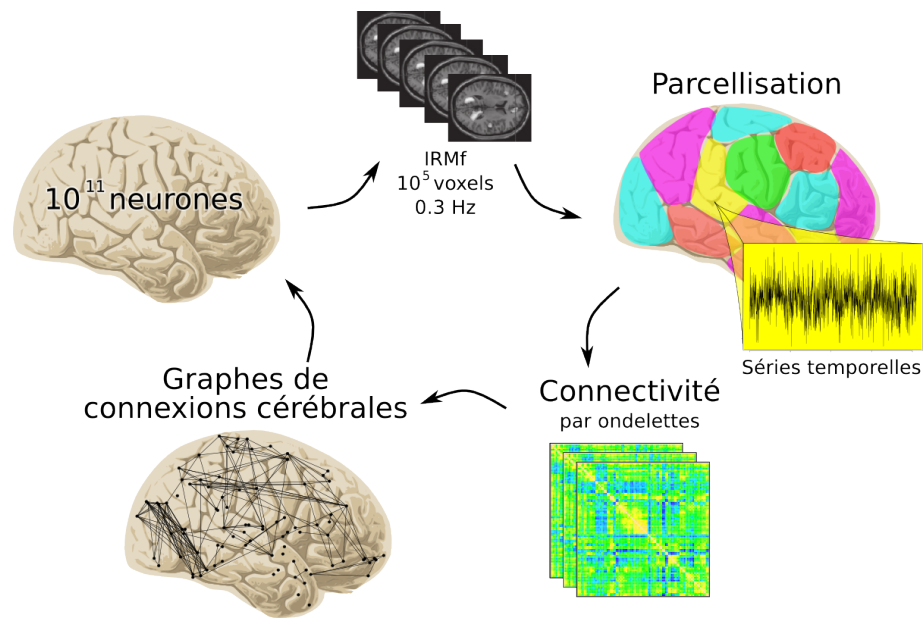 10¹¹ neurones
IRMf
10⁵ voxels
0.3 Hz
Parcellisation
Séries temporelles
Connectivité
par ondelettes
Graphes de
connexions cérébrales